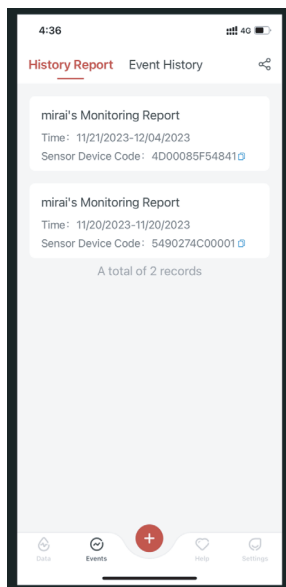 4:36
4G
History Report Event History
mirai's Monitoring Report
Time: 11/21/2023-12/04/2023
Sensor Device Code: 4D00085F54841
mirai's Monitoring Report
Time: 11/20/2023-11/20/2023
Sensor Device Code: 5490274C00001
A total of 2 records
Data Events Help Settings